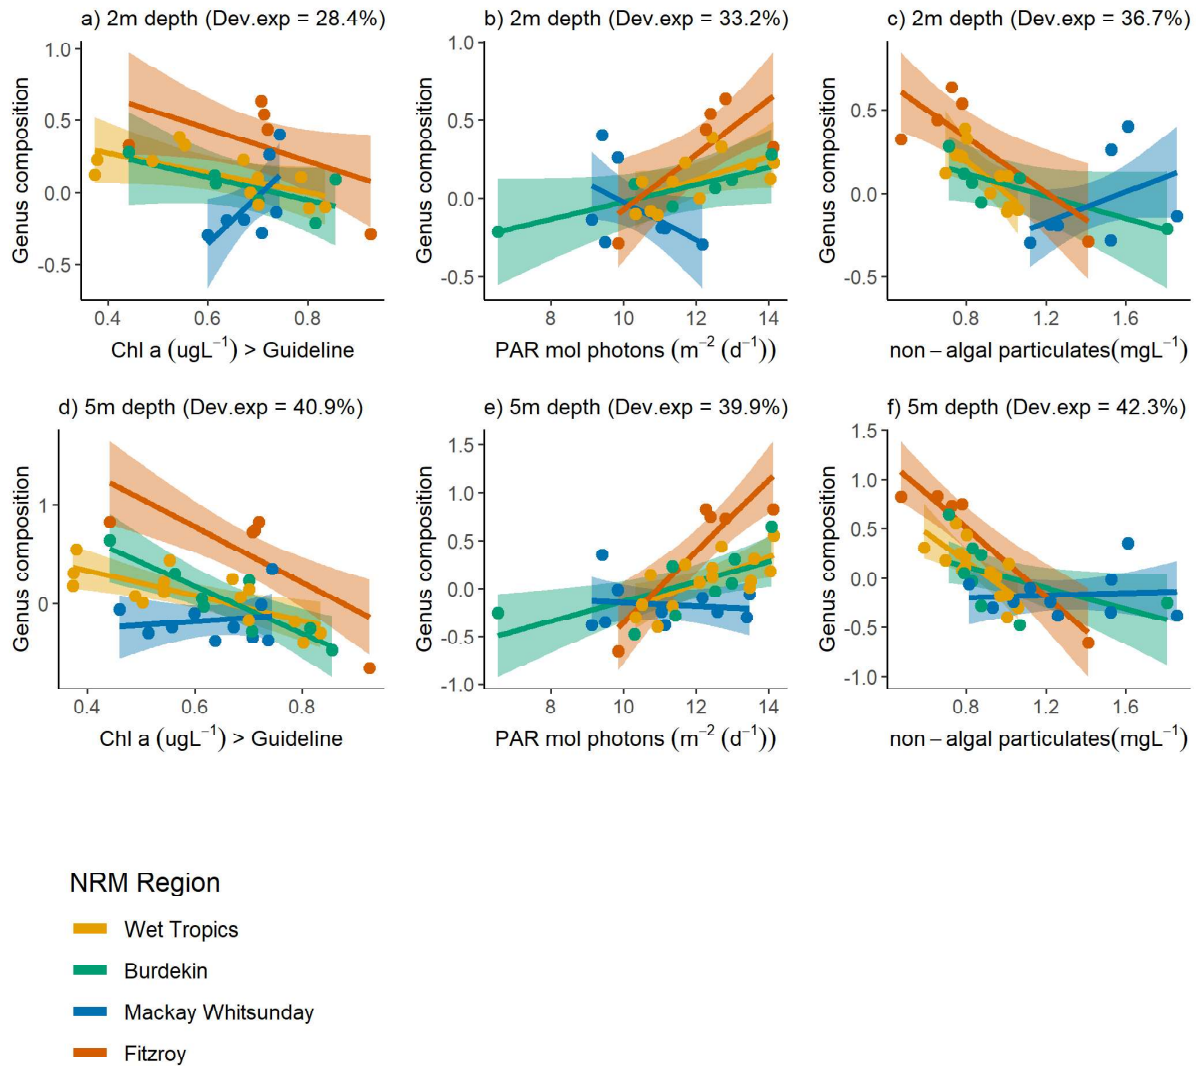 a) 2m depth (Dev.exp = 28.4%)
b) 2m depth (Dev.exp = 33.2%)
c) 2m depth (Dev.exp = 36.7%)
Genus composition
1.0
0.5
0.0
-0.5
0.4 0.6 0.8
Chl a (ugL⁻¹) > Guideline
Genus composition
1.0
0.5
0.0
-0.5
8 10 12 14
PAR mol photons (m⁻² (d⁻¹))
Genus composition
0.5
0.0
-0.5
0.8 1.2 1.6
non – algal particulates(mgL⁻¹)
d) 5m depth (Dev.exp = 40.9%)
e) 5m depth (Dev.exp = 39.9%)
f) 5m depth (Dev.exp = 42.3%)
Genus composition
1
0
0.4 0.6 0.8
Chl a (ugL⁻¹) > Guideline
Genus composition
1.5
1.0
0.5
0.0
-0.5
-1.0
8 10 12 14
PAR mol photons (m⁻² (d⁻¹))
Genus composition
1.5
1.0
0.5
0.0
-0.5
-1.0
0.8 1.2 1.6
non – algal particulates(mgL⁻¹)
NRM Region
Wet Tropics
Burdekin
Mackay Whitsunday
Fitzroy